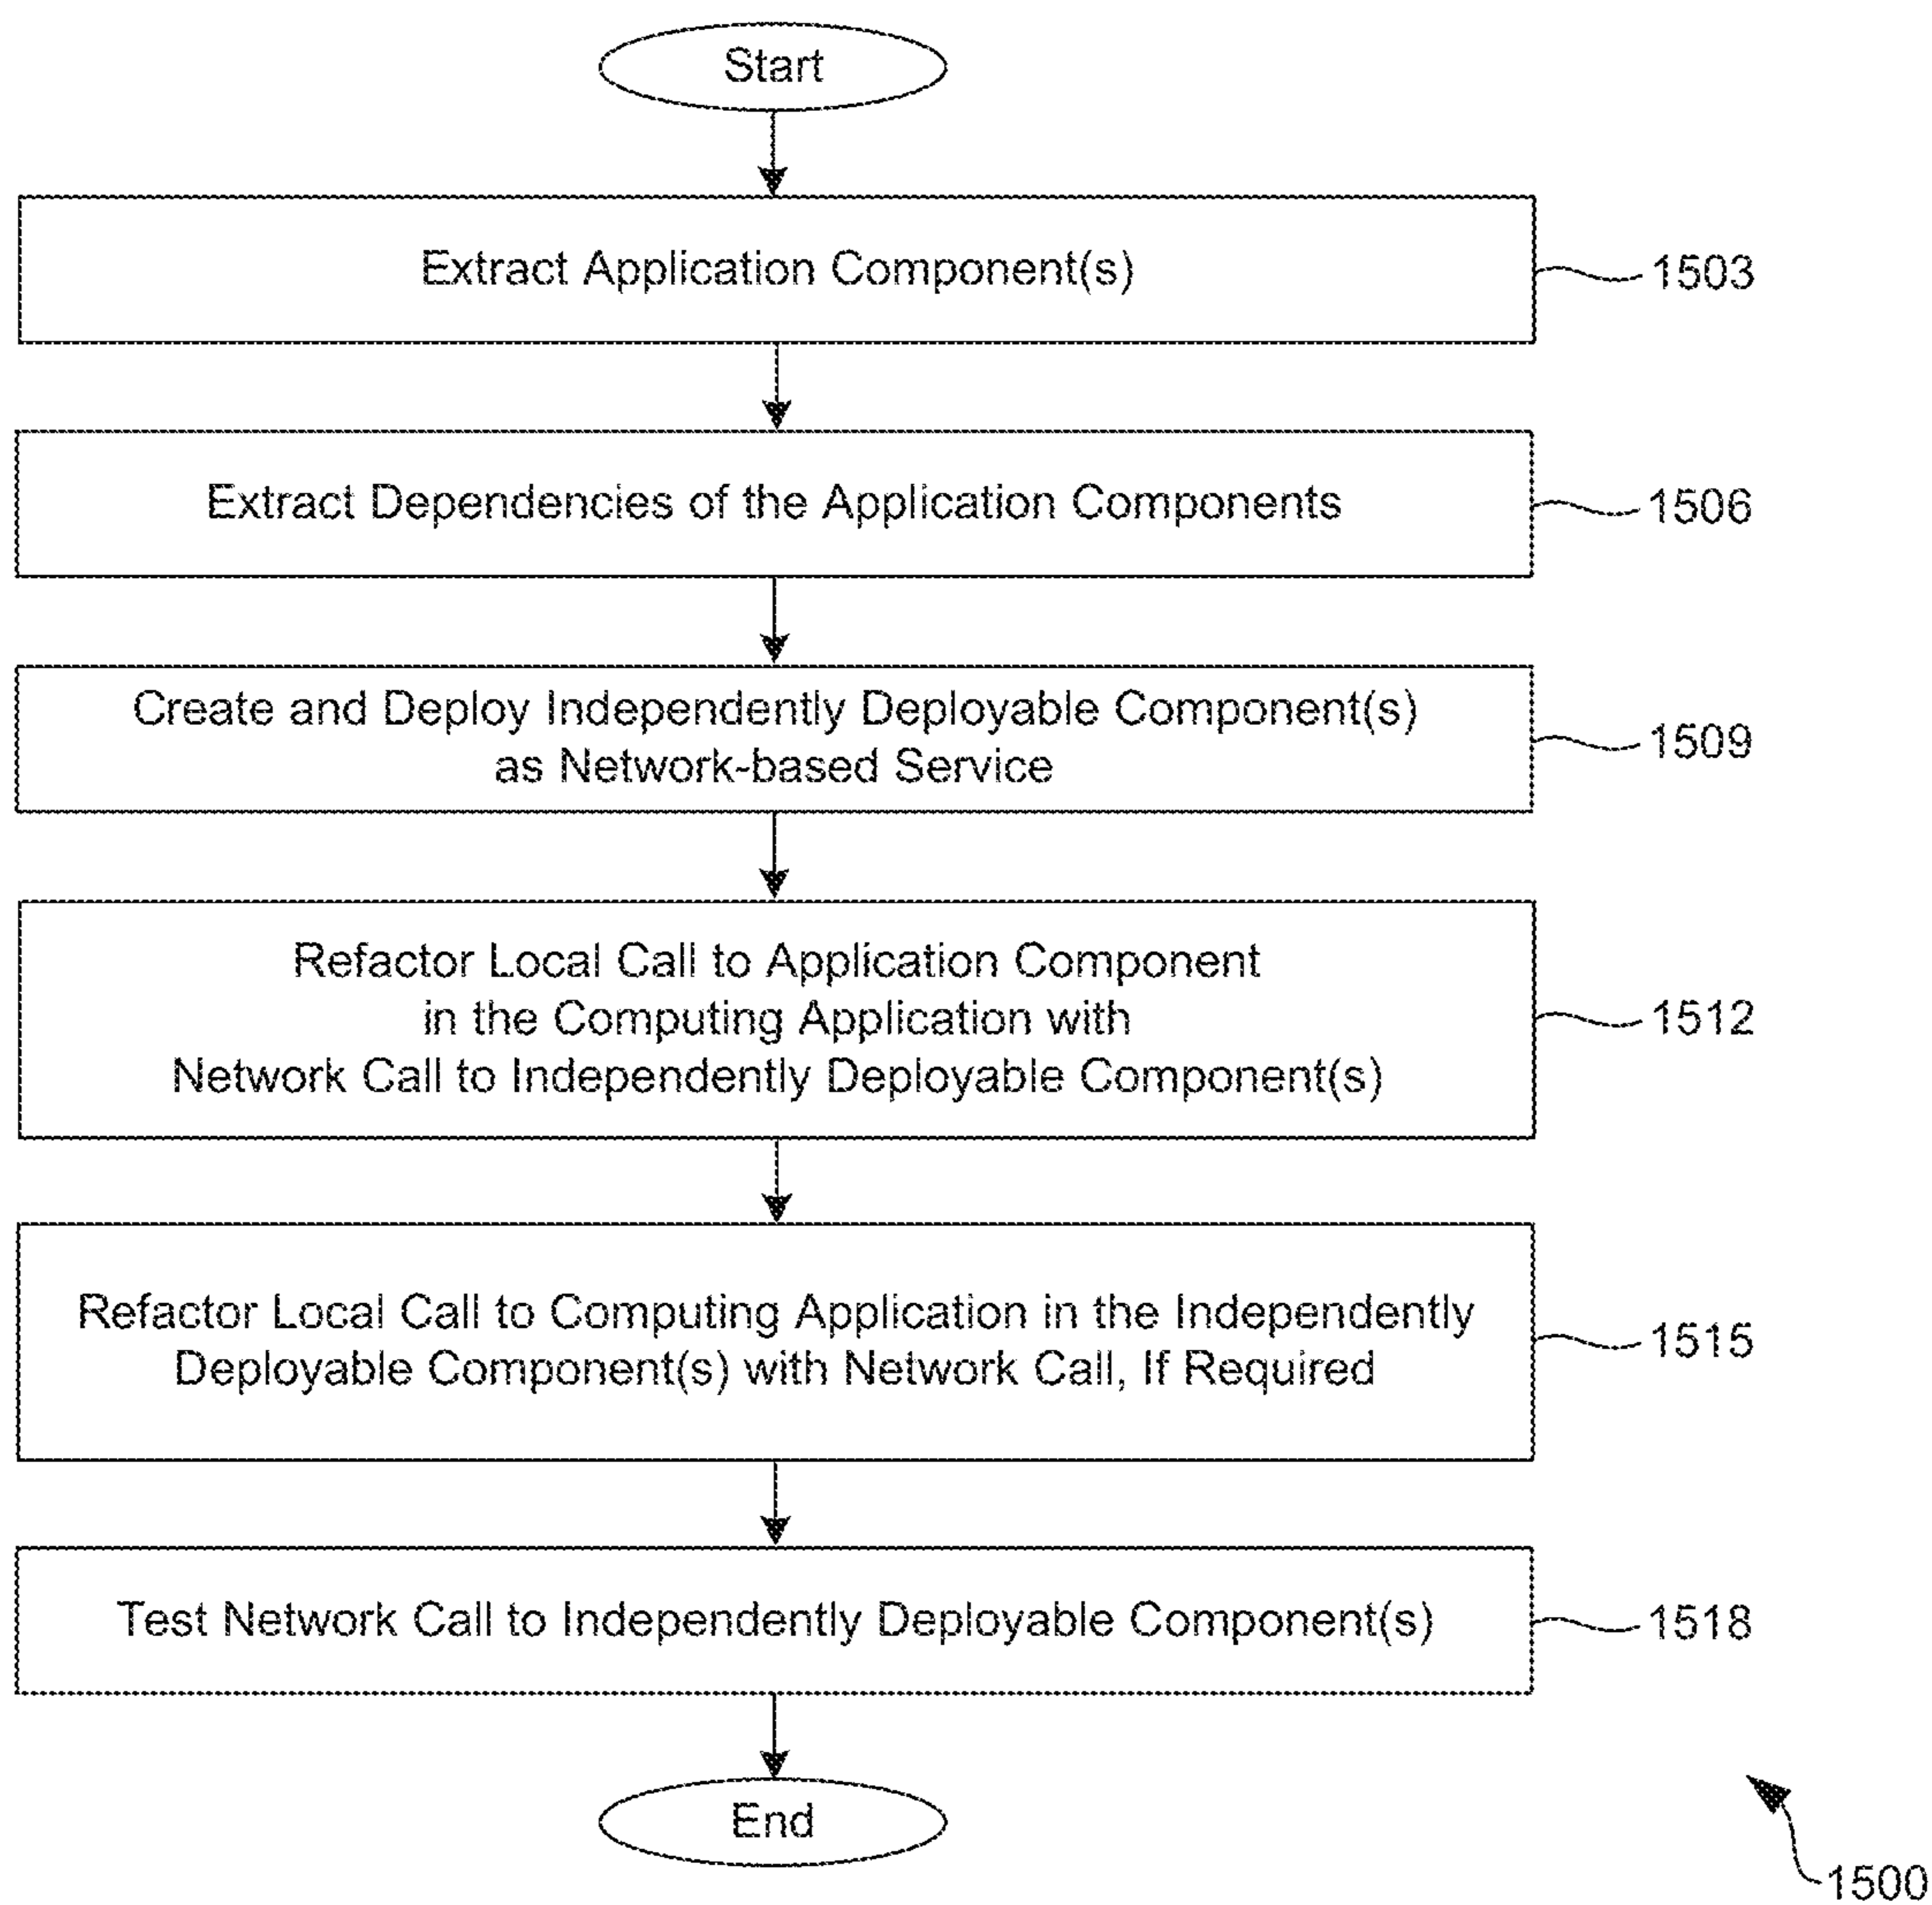 Start
Extract Application Component(s)
1503
Extract Dependencies of the Application Components
1506
Create and Deploy Independently Deployable Component(s)
as Network-based Service
1509
Refactor Local Call to Application Component
in the Computing Application with
Network Call to Independently Deployable Component(s)
1512
Refactor Local Call to Computing Application in the Independently
Deployable Component(s) with Network Call, If Required
1515
Test Network Call to Independently Deployable Component(s)
1518
End
1500